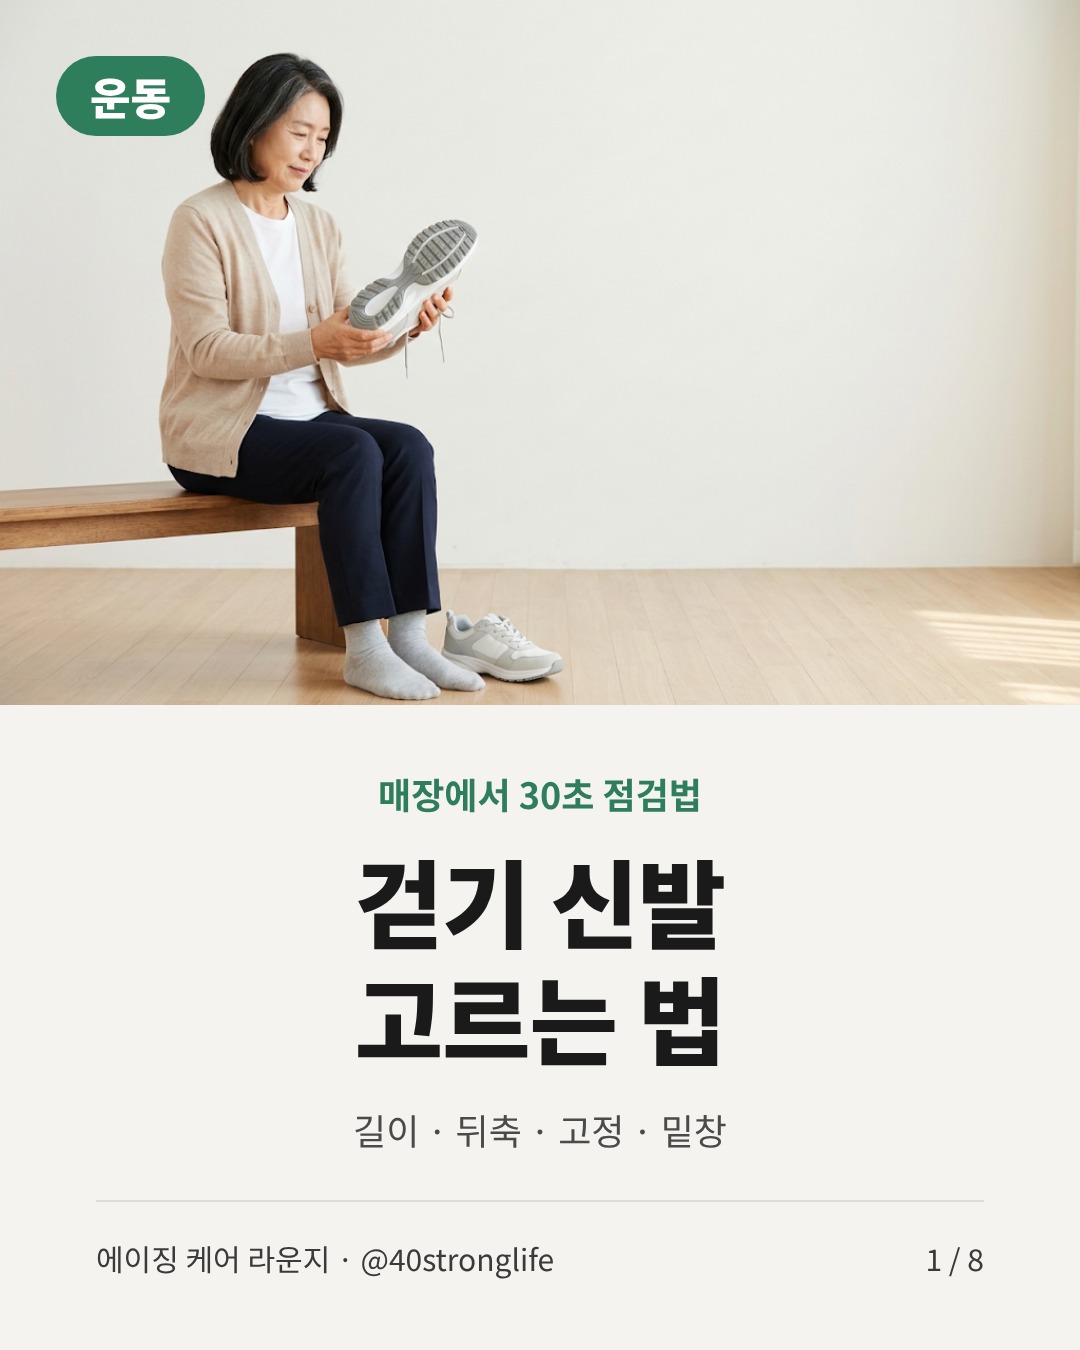 운동
매장에서 30초 점검법
걷기 신발
고르는 법
길이 · 뒤축 · 고정 · 밑창
에이징 케어 라운지 · @40stronglife
1 / 8